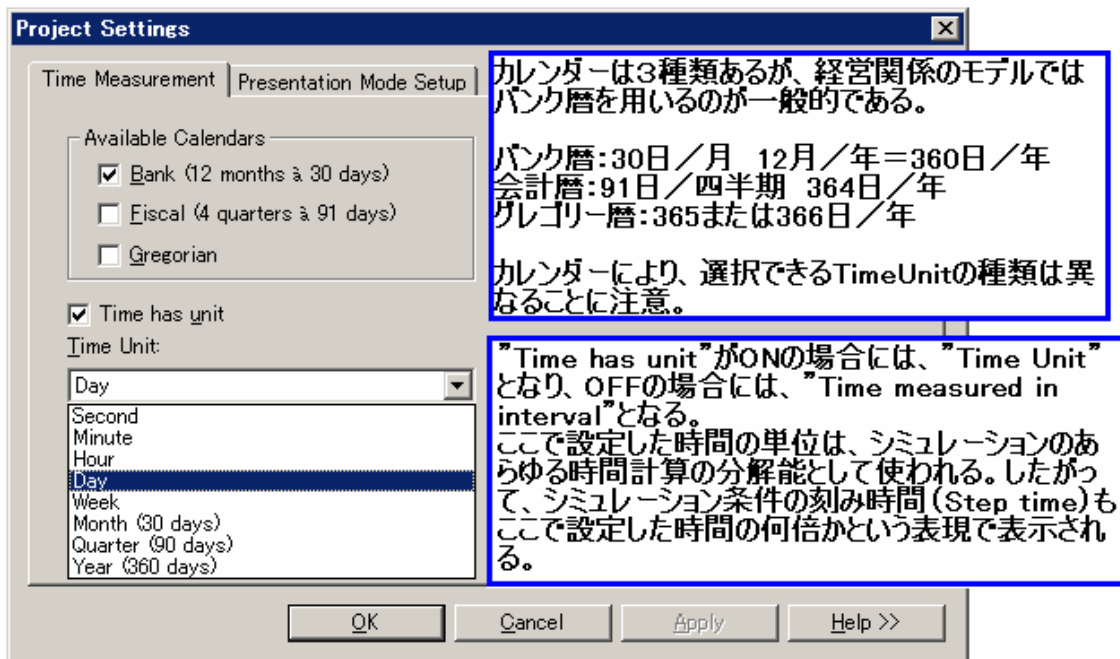 Project Settings
Time Measurement
Presentation Mode Setup
Available Calendars
Bank (12 months à 30 days)
Fiscal (4 quarters à 91 days)
Gregorian
Time has unit
Time Unit:
Day
Second
Minute
Hour
Day
Week
Month (30 days)
Quarter (90 days)
Year (360 days)
カレンダーは３種類あるが、経営関係のモデルでは
バンク暦を用いるのが一般的である。
バンク暦：30日／月　12月／年＝360日／年
会計暦：91日／四半期　364日／年
グレゴリー暦：365または366日／年
カレンダーにより、選択できるTimeUnitの種類は異
なることに注意。
”Time has unit”がONの場合には、”Time Unit”
となり、OFFの場合には、”Time measured in
interval”となる。
ここで設定した時間の単位は、シミュレーションのあ
らゆる時間計算の分解能として使われる。したがっ
て、シミュレーション条件の刻み時間（Step time）も
ここで設定した時間の何倍かという表現で表示され
る。
OK
Cancel
Apply
Help >>